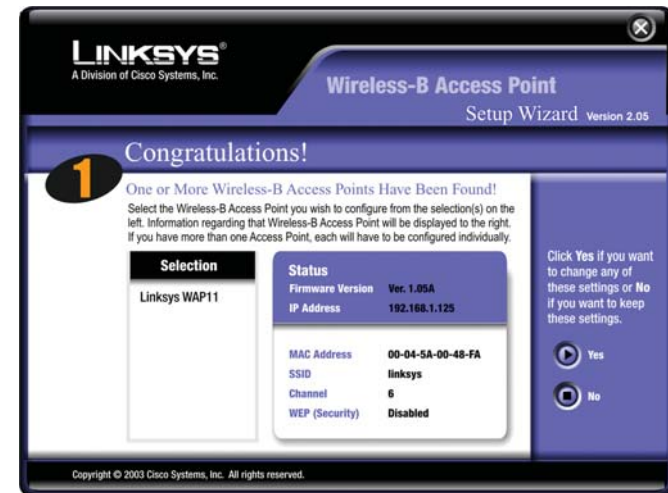 LINKSYS®
A Division of Cisco Systems, Inc.
Wireless-B Access Point
Setup Wizard Version 2.05
1
Congratulations!
One or More Wireless-B Access Points Have Been Found!
Select the Wireless-B Access Point you wish to configure from the selection(s) on the
left. Information regarding that Wireless-B Access Point will be displayed to the right.
If you have more than one Access Point, each will have to be configured individually.
Selection
Linksys WAP11
Status
Firmware Version Ver. 1.05A
IP Address 192.168.1.125
MAC Address 00-04-5A-00-48-FA
SSID linksys
Channel 6
WEP (Security) Disabled
Click Yes if you want
to change any of
these settings or No
if you want to keep
these settings.
Yes
No
Copyright © 2003 Cisco Systems, Inc. All rights reserved.